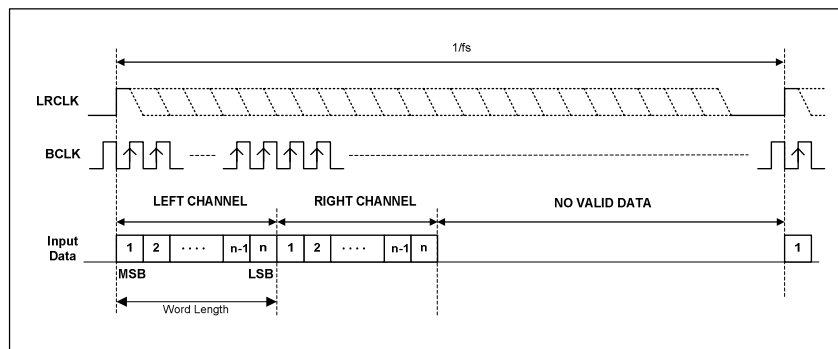 1/fs
LRCLK
BCLK
LEFT CHANNEL RIGHT CHANNEL NO VALID DATA
Input
Data
1 2 · · · · n-1 n 1 2 · · · · n-1 n 1
MSB LSB
Word Length